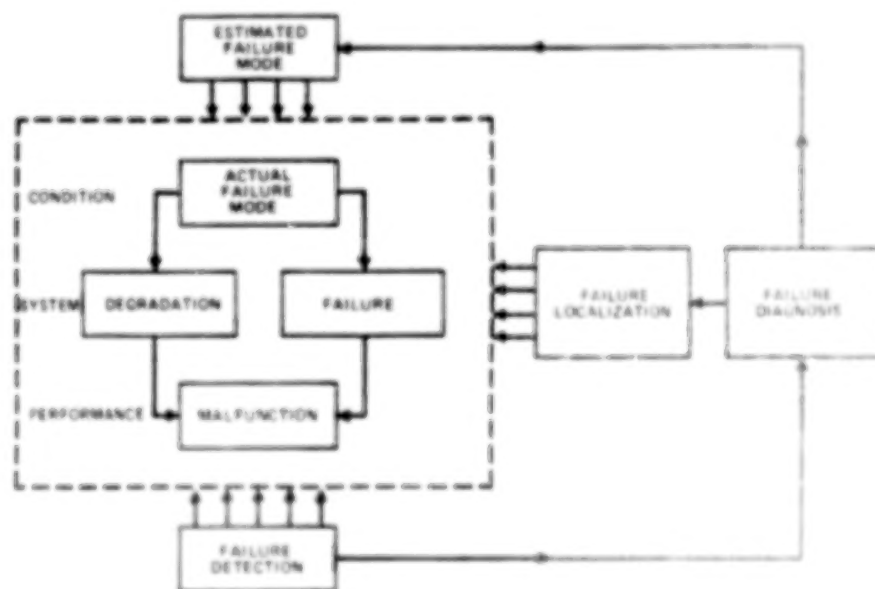 ESTIMATED
FAILURE
MODE
CONDITION
ACTUAL
FAILURE
MODE
SYSTEM
DEGRADATION
FAILURE
FAILURE
LOCALIZATION
FAILURE
DIAGNOSIS
PERFORMANCE
MALFUNCTION
FAILURE
DETECTION